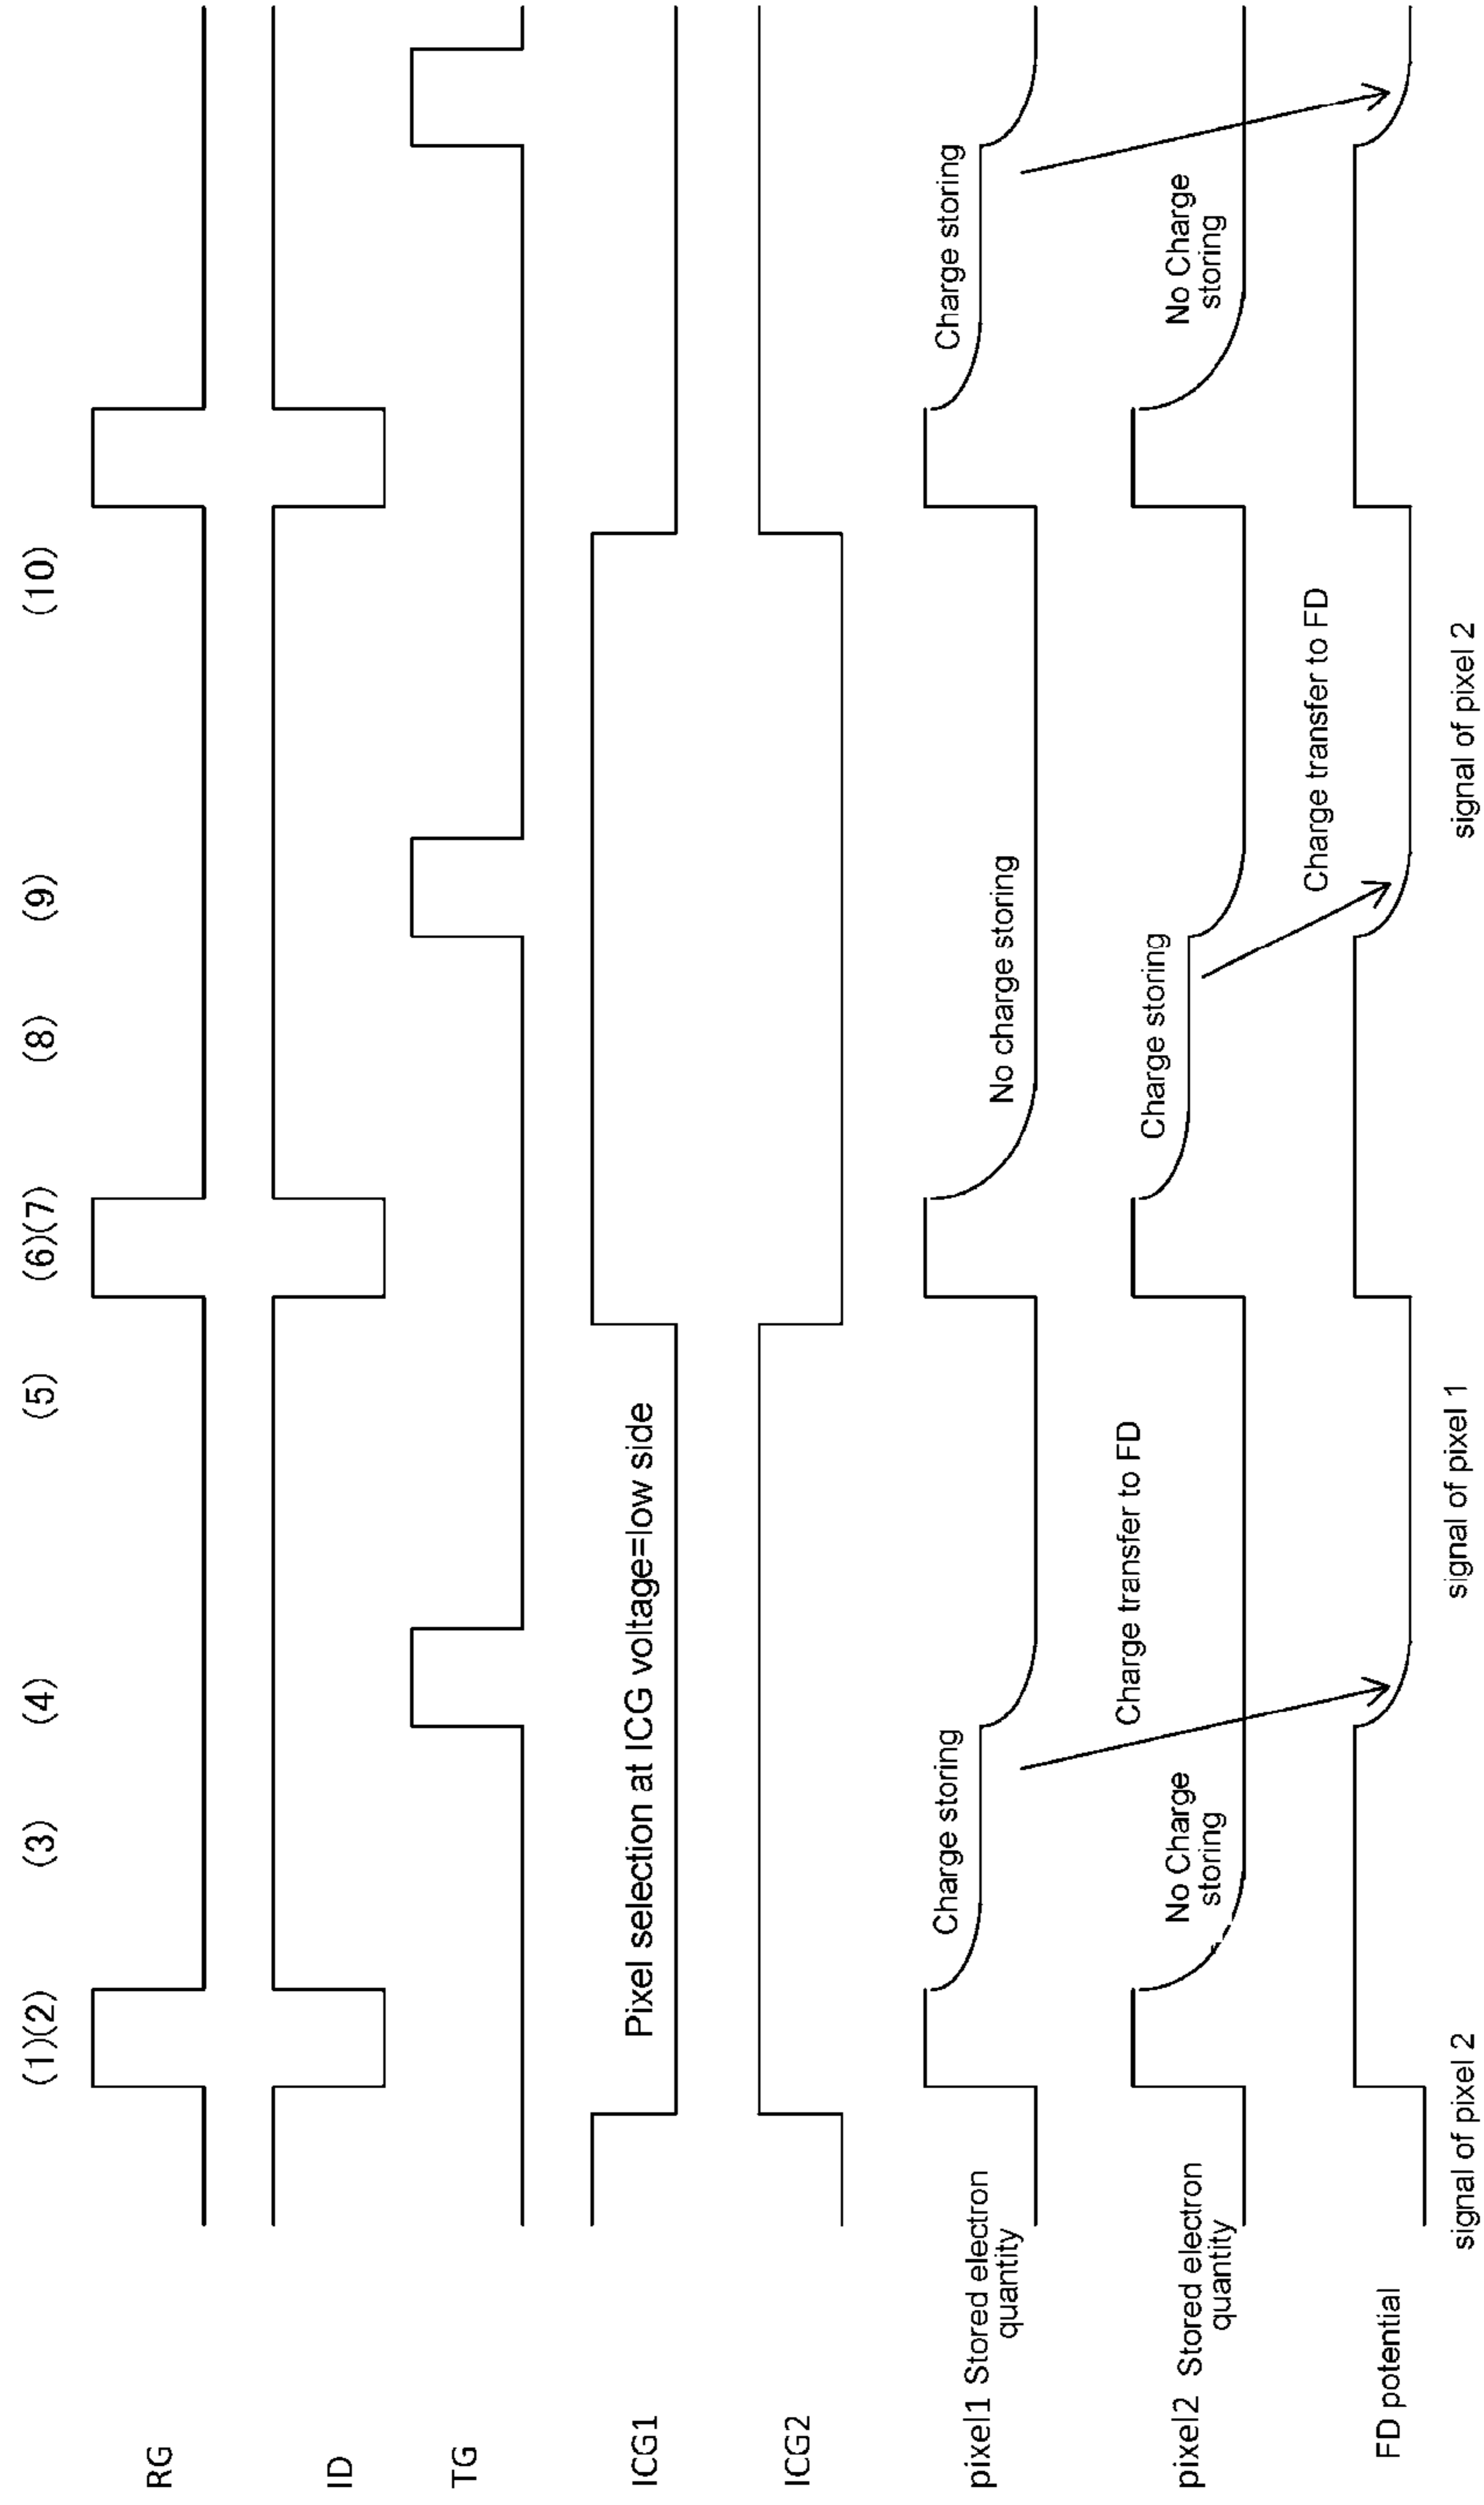 (1)(2)
(3)
(4)
(5)
(6)(7)
(8)
(9)
(10)
RG
ID
TG
ICG1
Pixel selection at ICG voltage=low side
ICG2
pixel1 Stored electron
quantity
Charge storing
No charge storing
Charge storing
pixel2 Stored electron
quantity
No Charge
storing
Charge transfer to FD
Charge storing
No Charge
storing
Charge transfer to FD
FD potential
signal of pixel 2
signal of pixel 1
signal of pixel 2